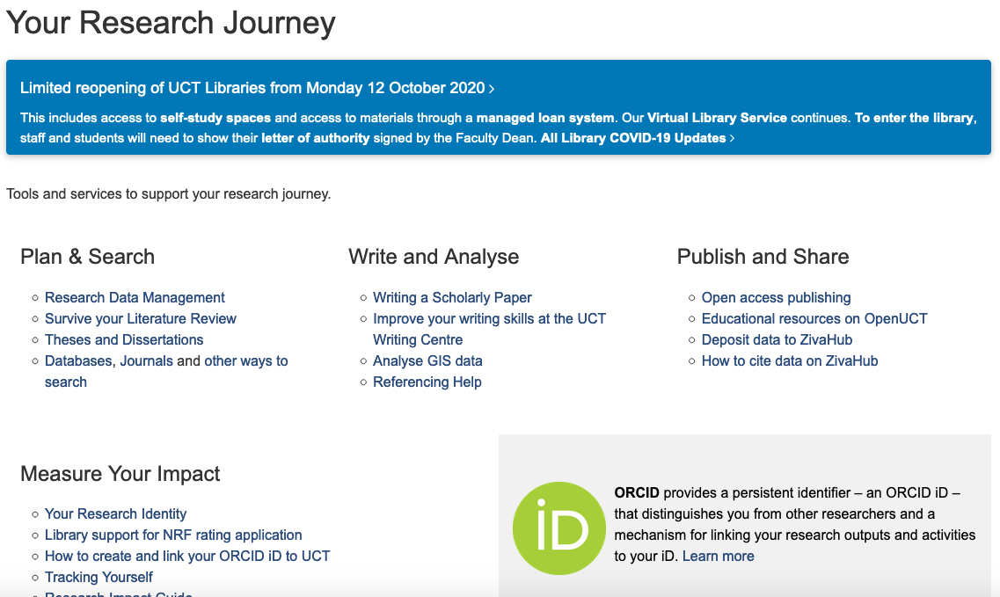 Your Research Journey
Limited reopening of UCT Libraries from Monday 12 October 2020 ›
This includes access to self-study spaces and access to materials through a managed loan system. Our Virtual Library Service continues. To enter the library,
staff and students will need to show their letter of authority signed by the Faculty Dean. All Library COVID-19 Updates ›
Tools and services to support your research journey.
Plan & Search
Research Data Management
Survive your Literature Review
Theses and Dissertations
Databases, Journals and other ways to
search
Write and Analyse
Writing a Scholarly Paper
Improve your writing skills at the UCT
Writing Centre
Analyse GIS data
Referencing Help
Publish and Share
Open access publishing
Educational resources on OpenUCT
Deposit data to ZivaHub
How to cite data on ZivaHub
Measure Your Impact
Your Research Identity
Library support for NRF rating application
How to create and link your ORCID iD to UCT
Tracking Yourself
Research Impact Guide
iD
ORCID provides a persistent identifier – an ORCID iD –
that distinguishes you from other researchers and a
mechanism for linking your research outputs and activities
to your iD. Learn more